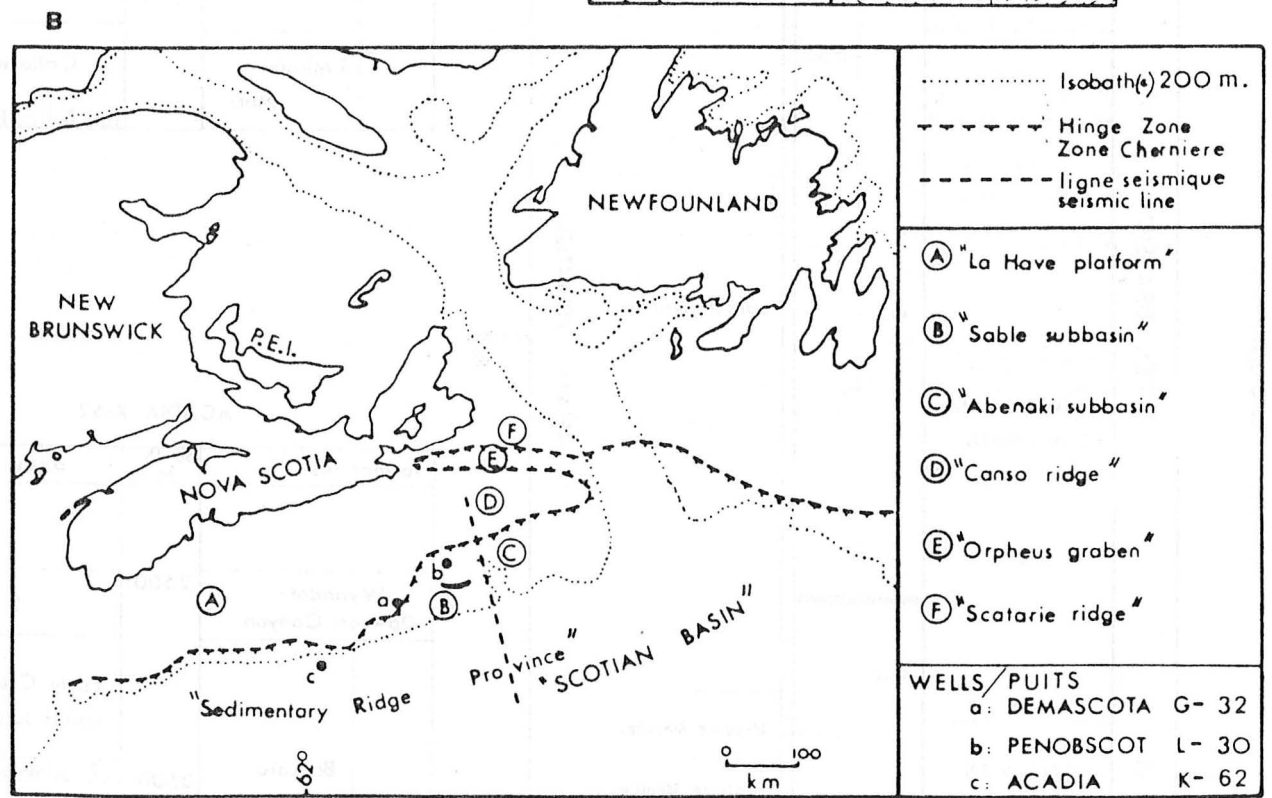 B
Isobath(s) 200 m.
Hinge Zone
Zone Cherniere
ligne seismique
seismic line
NEWFOUNLAND
NEW
BRUNSWICK
P.E.I.
NOVA SCOTIA
F
E
D
C
b
a
B
A
c
"Sedimentary Ridge Province"
"SCOTIAN BASIN"
62°
0 100
km
A "La Have platform"
B "Sable subbasin"
C "Abenaki subbasin"
D "Canso ridge"
E "Orpheus graben"
F "Scatarie ridge"
WELLS/PUITS
a: DEMASCOTA G-32
b: PENOBSCOT L-30
c: ACADIA K-62